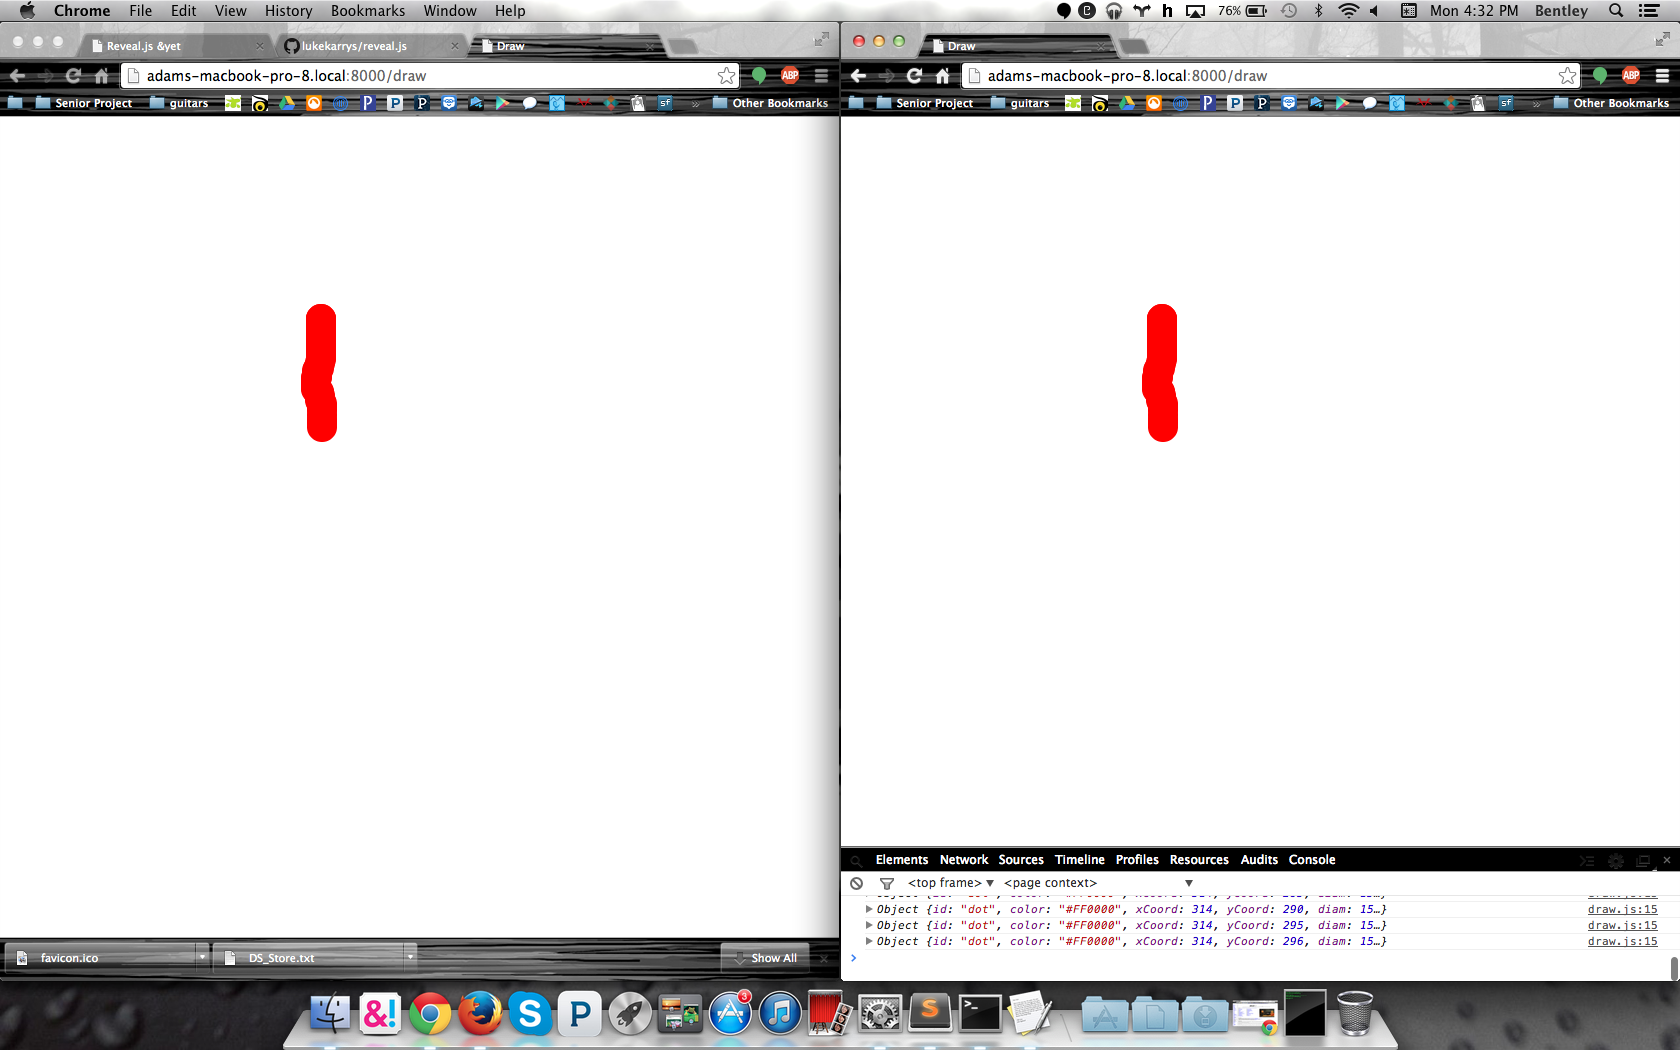 Chrome File Edit View History Bookmarks Window Help
76% Mon 4:32 PM Bentley
Reveal.js &yet
lukekarrys/reveal.js
Draw
adams-macbook-pro-8.local:8000/draw
ABP
Senior Project guitars Other Bookmarks
Draw
adams-macbook-pro-8.local:8000/draw
ABP
Senior Project guitars Other Bookmarks
Elements Network Sources Timeline Profiles Resources Audits Console
<top frame> <page context>
Object {id: "dot", color: "#FF0000", xCoord: 314, yCoord: 290, diam: 15…} draw.js:15
Object {id: "dot", color: "#FF0000", xCoord: 314, yCoord: 295, diam: 15…} draw.js:15
Object {id: "dot", color: "#FF0000", xCoord: 314, yCoord: 296, diam: 15…} draw.js:15
favicon.ico
DS_Store.txt
Show All